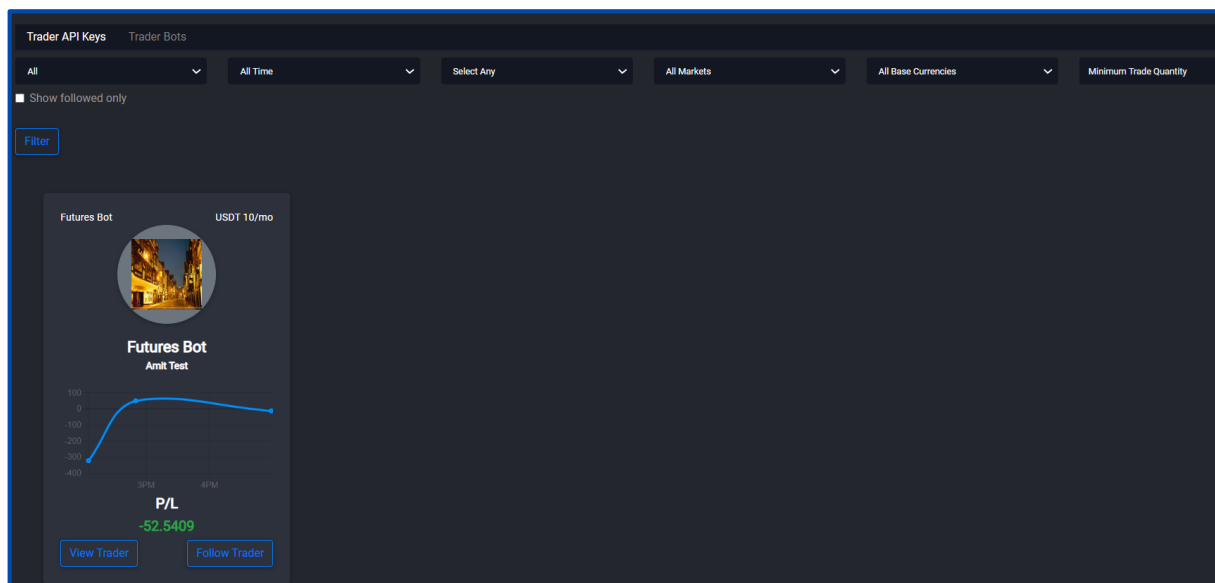 Trader API Keys Trader Bots
All All Time Select Any All Markets All Base Currencies Minimum Trade Quantity
Show followed only
Filter
Futures Bot USDT 10/mo
Futures Bot
Amit Test
100
0
-100
-200
-300
-400
3PM 4PM
P/L
-52.5409
View Trader Follow Trader